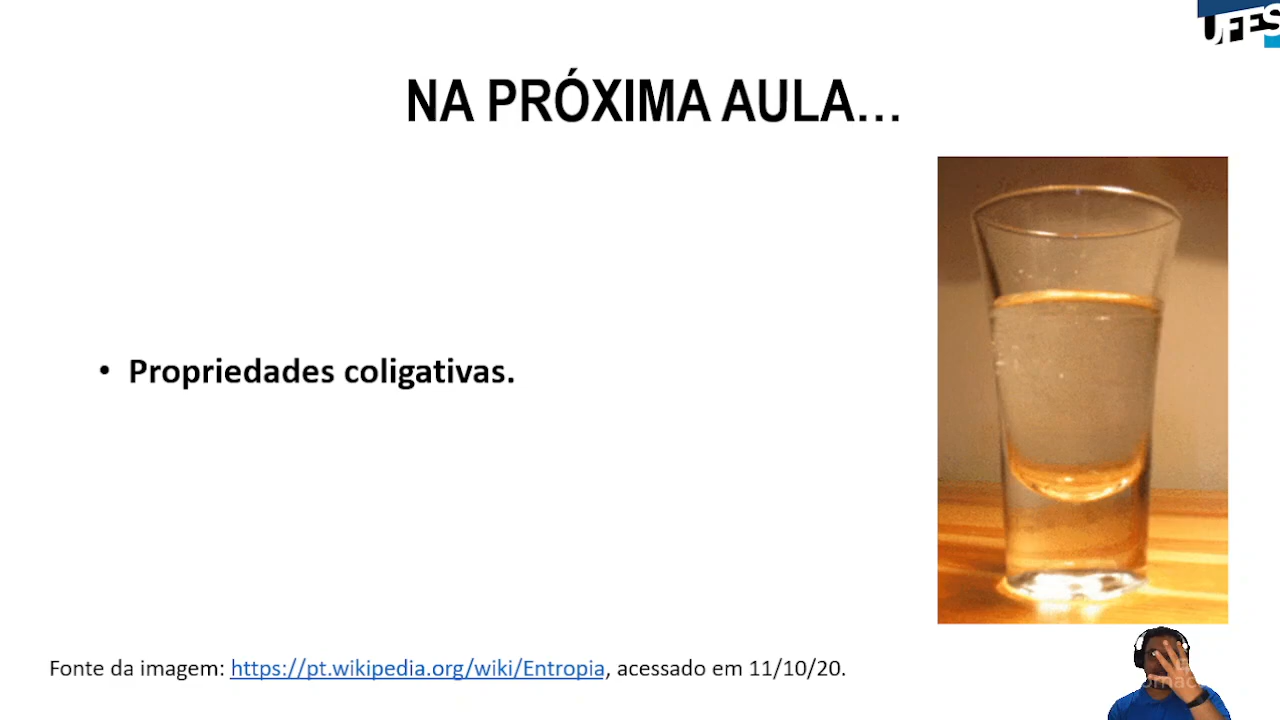 UFES
NA PRÓXIMA AULA...
• Propriedades coligativas.
Fonte da imagem: https://pt.wikipedia.org/wiki/Entropia, acessado em 11/10/20.